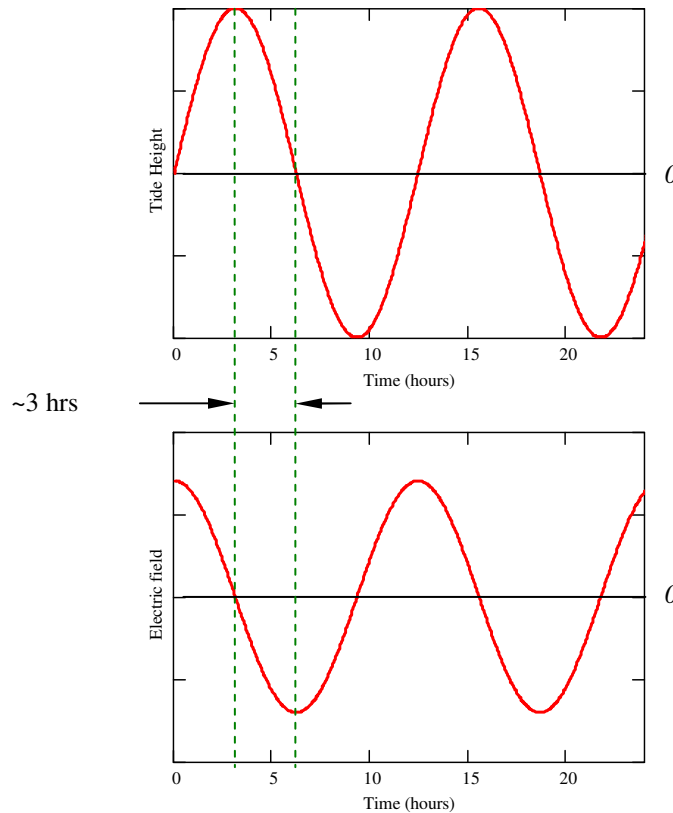 Tide Height
0
0 5 10 15 20
Time (hours)
~3 hrs
Electric field
0
0 5 10 15 20
Time (hours)